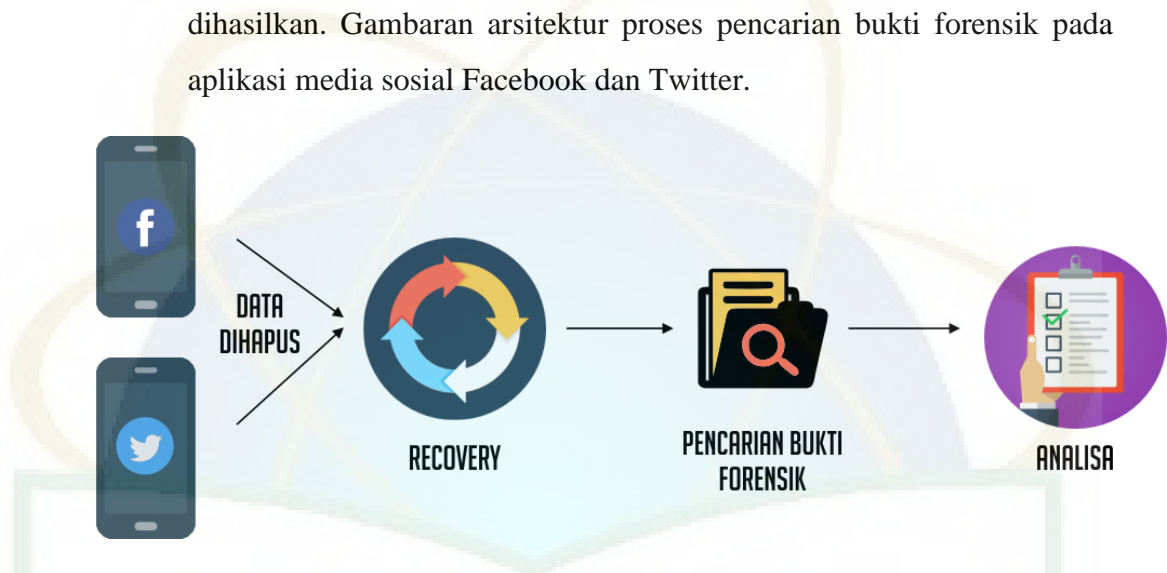 dihasilkan. Gambaran arsitektur proses pencarian bukti forensik pada
aplikasi media sosial Facebook dan Twitter.
f
DATA
DIHAPUS
RECOVERY
PENCARIAN BUKTI
FORENSIK
ANALISA